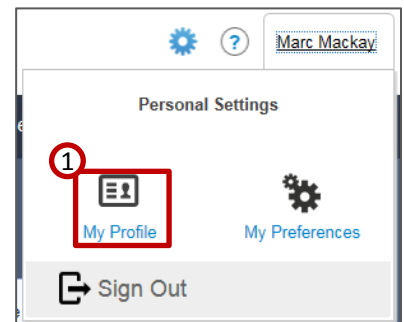 ? Marc Mackay
Personal Settings
1
My Profile My Preferences
Sign Out